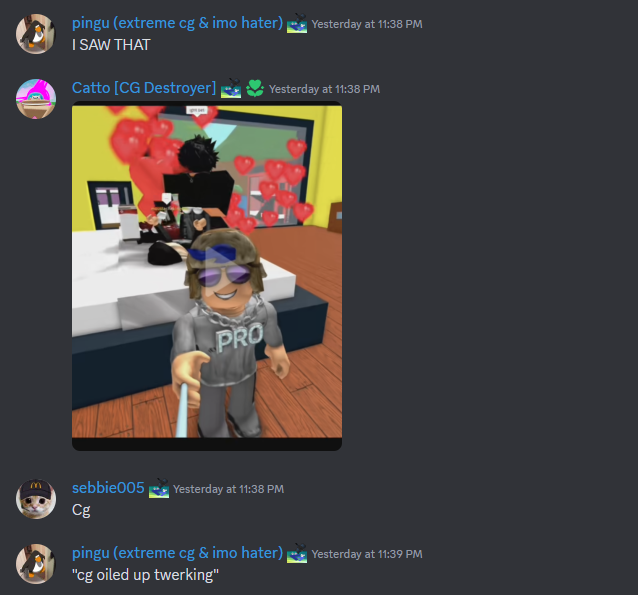 pingu (extreme cg & imo hater) Yesterday at 11:38 PM
I SAW THAT
Catto [CG Destroyer] Yesterday at 11:38 PM
PRO
sebbie005 Yesterday at 11:38 PM
Cg
pingu (extreme cg & imo hater) Yesterday at 11:39 PM
"cg oiled up twerking"